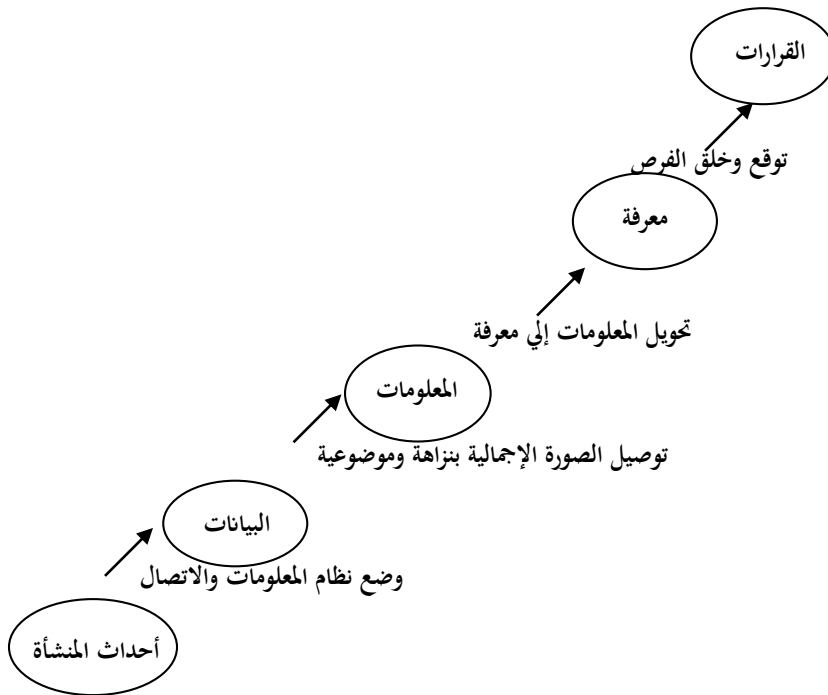 القرارات
توقع وخلق الفرص
معرفة
تحويل المعلومات إلي معرفة
المعلومات
توصيل الصورة الإجمالية بنزاهة وموضوعية
البيانات
وضع نظام المعلومات والاتصال
أحداث المنشأة